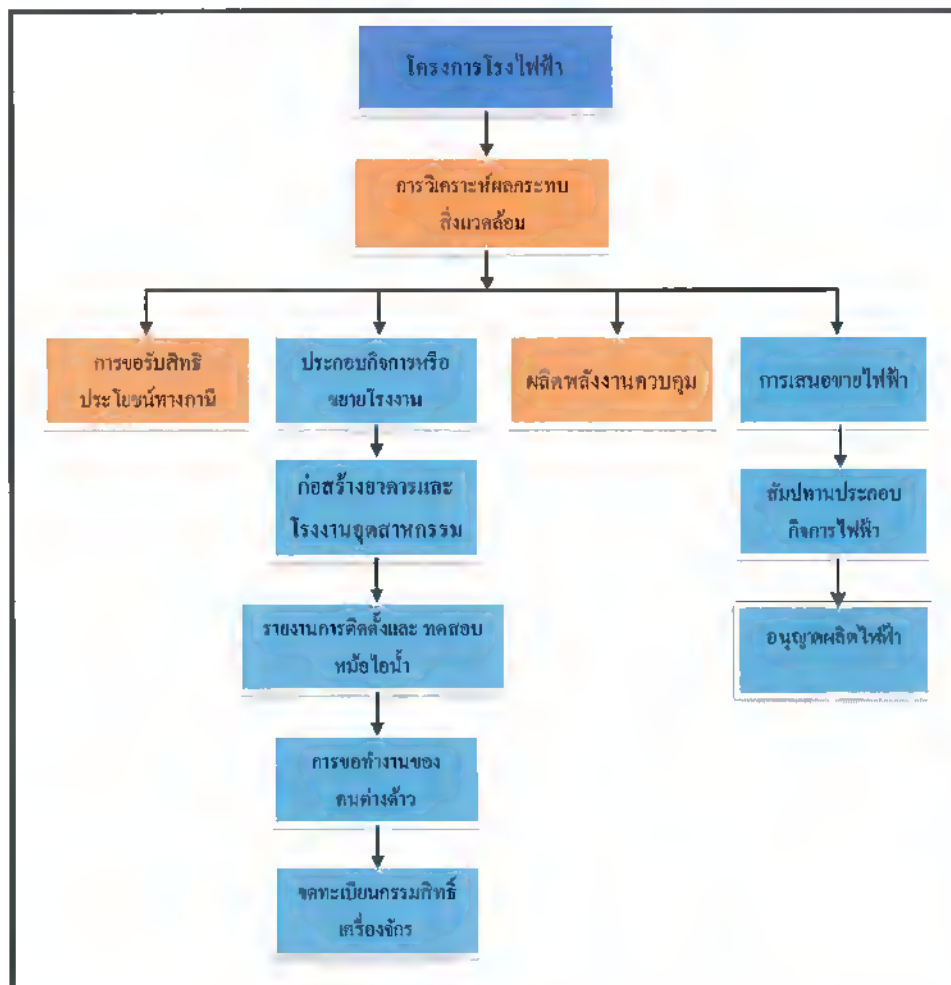 โครงการโรงไฟฟ้า
การวิเคราะห์ผลกระทบ
สิ่งแวดล้อม
การขอรับสิทธิ
ประโยชน์ทางภาษี
ประกอบกิจการหรือ
ขยายโรงงาน
ผลิตพลังงานควบคุม
การเสนอขายไฟฟ้า
ก่อสร้างอาคารและ
โรงงานอุตสาหกรรม
สัมปทานประกอบ
กิจการไฟฟ้า
รายงานการติดตั้งและ ทดสอบ
หม้อไอน้ำ
อนุญาตผลิตไฟฟ้า
การขอทำงานของ
คนต่างด้าว
จดทะเบียนกรรมสิทธิ์
เครื่องจักร